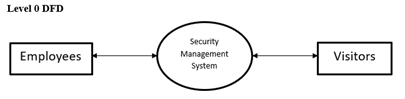 Level 0 DFD
Security
Management
System
Employees
Visitors